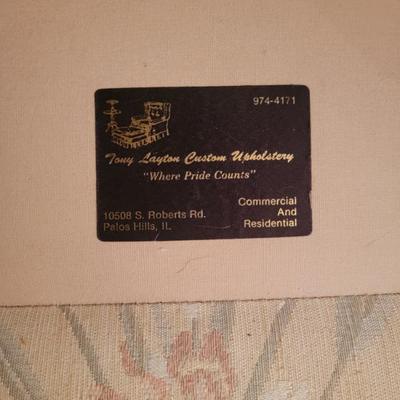 974-4171
Tony Layton Custom Upholstery
"Where Pride Counts"
10508 S. Roberts Rd.
Palos Hills, IL
Commercial
And
Residential